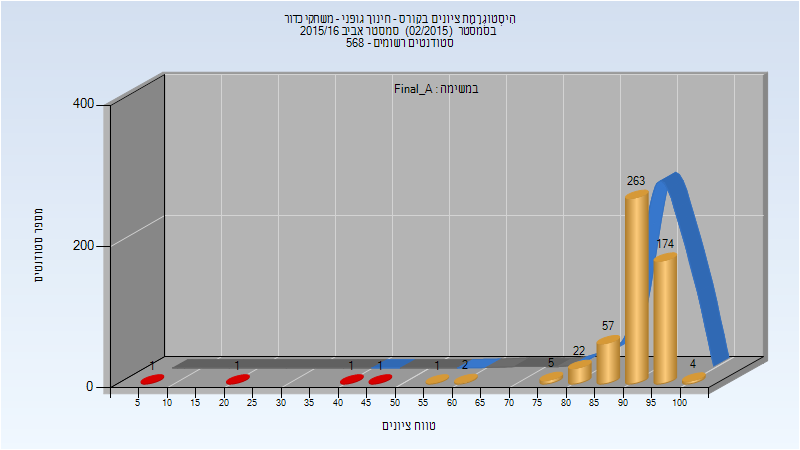 היסטוגרמת ציונים בקורס - חינוך גופני - משחקי כדור
בסמסטר (02/2015) סמסטר אביב 2015/16
סטודנטים רשומים - 568
במשימה : Final_A
מספר סטודנטים
400
200
0
1 1 1 1 1 2 5 22 57 263 174 4
5 10 15 20 25 30 35 40 45 50 55 60 65 70 75 80 85 90 95 100
טווח ציונים